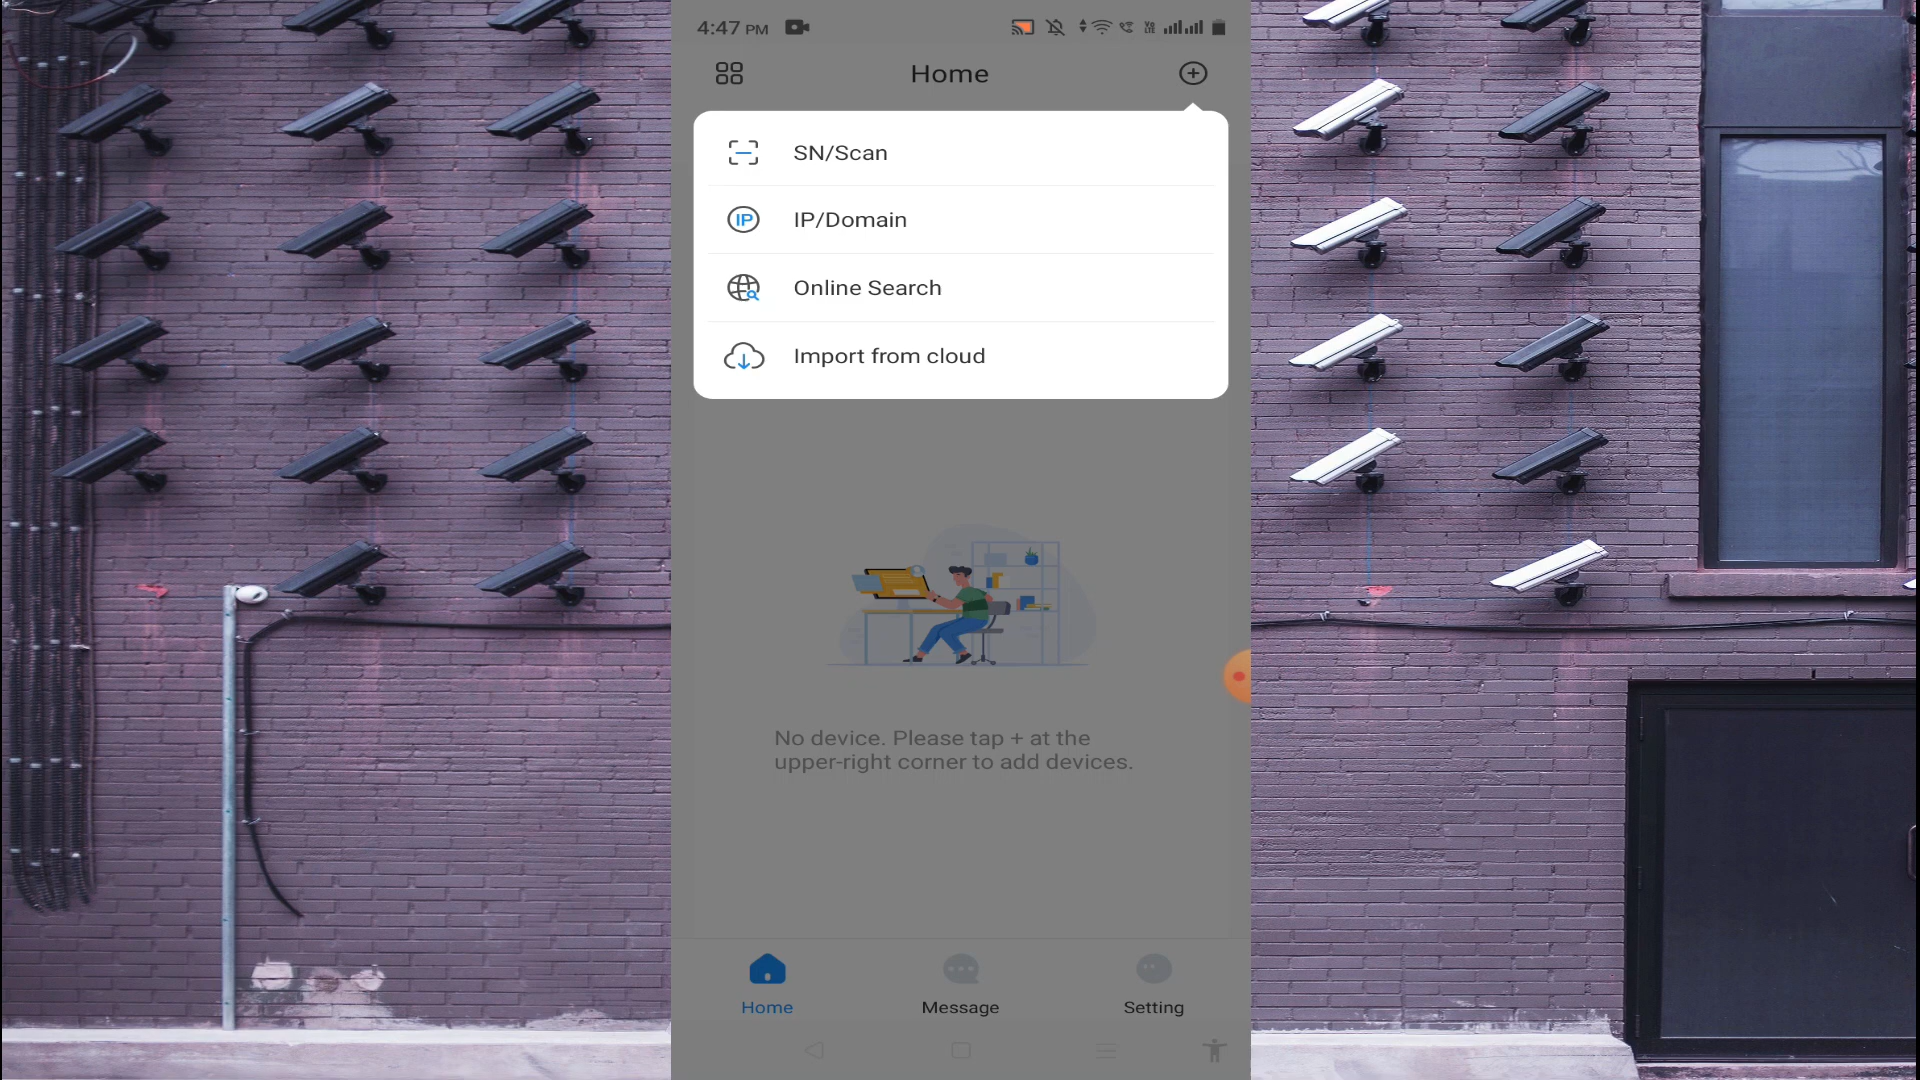 4:47 PM
Home
SN/Scan
IP
IP/Domain
Online Search
Import from cloud
No device. Please tap + at the
upper-right corner to add devices.
Home
Message
Setting